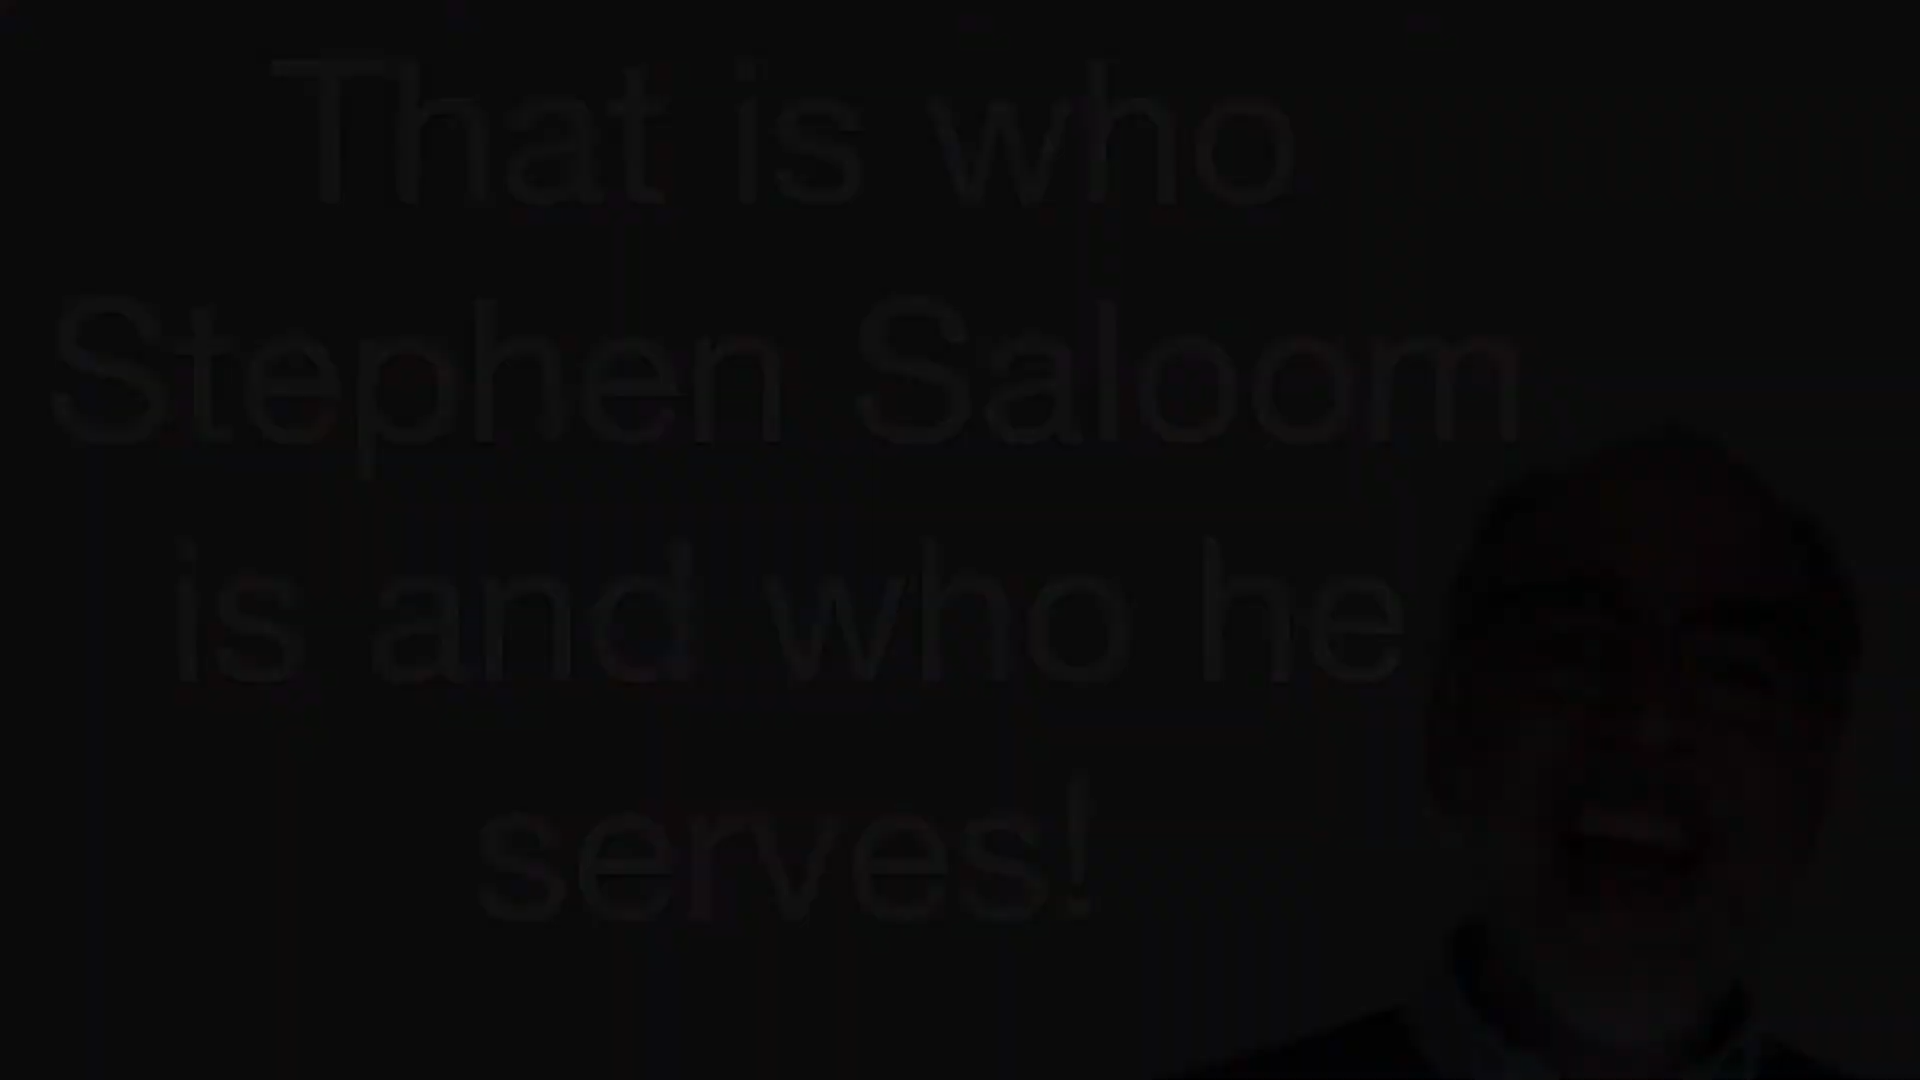 That is who
Stephen Saloom
is and who he
serves!